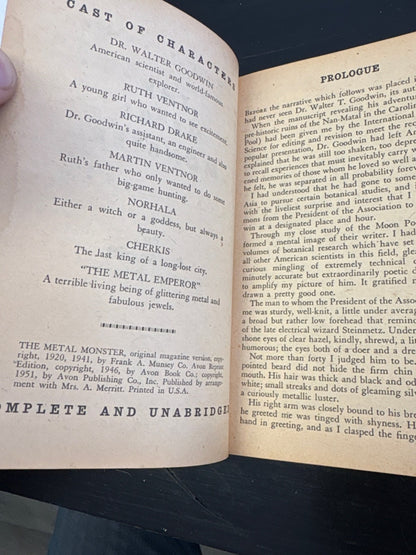 CAST OF CHARACTERS
DR. WALTER GOODWIN
American scientist and world-famous
explorer.
RUTH VENTNOR
A young girl who wanted to see excitement.
RICHARD DRAKE
Dr. Goodwin's assistant, an engineer and also
quite handsome.
MARTIN VENTNOR
Ruth's father who only wanted to do some
big-game hunting.
NORHALA
Either a witch or a goddess, but always a
beauty.
CHERKIS
The last king of a long-lost city.
"THE METAL EMPEROR"
A terrible living being of glittering metal and
fabulous jewels.
THE METAL MONSTER, original magazine version, copy-
right, 1920, 1941, by Frank A. Munsey Co. Avon Reprint
Edition, copyright, 1946, by Avon Book Co.; copyright,
1951, by Avon Publishing Co., Inc. Published by arrange-
ment with Mrs. A. Merritt. Printed in U.S.A.
COMPLETE AND UNABRIDGED
PROLOGUE
BEFORE the narrative which follows was placed in
had never seen Dr. Walter T. Goodwin, its autho
When the manuscript revealing his adventure
pre-historic ruins of the Nan-Matal in the Carolin
Pool) had been given me by the International
Science for editing and revision to meet the rec
popular presentation, Dr. Goodwin had left A
explained that he was still too shaken, too depre
to recall experiences that must inevitably carry w
ened memories of those whom he loved so well a
he felt, he was separated in all probability forev
I had understood that he had gone to some
Asia to pursue certain botanical studies, and
with the liveliest surprise and interest that I
mons from the President of the Association to
win at a designated place and hour.
Through my close study of the Moon Po
formed a mental image of their writer. I had
volumes of botanical research which have set
all other American scientists in this field, glea
curious mingling of extremely technical
minutely accurate but extraordinarily poetic
to amplify my picture of him. It gratified
drawn a pretty good one.
The man to whom the President of the Assoc
me was sturdy, well-knit, a little under averag
a broad but rather low forehead that remin
of the late electrical wizard Steinmetz. Under
shone eyes of clear hazel, kindly, shrewd, a lit
humorous; the eyes both of a doer and a drea
Not more than forty I judged him to be.
pointed beard did not hide the firm chin
mouth. His hair was thick and black and od
white; small streaks and dots of gleaming silv
a curiously metallic luster.
His right arm was closely bound to his bre
he greeted me was tinged with shyness. H
hand in greeting, and as I clasped the finge